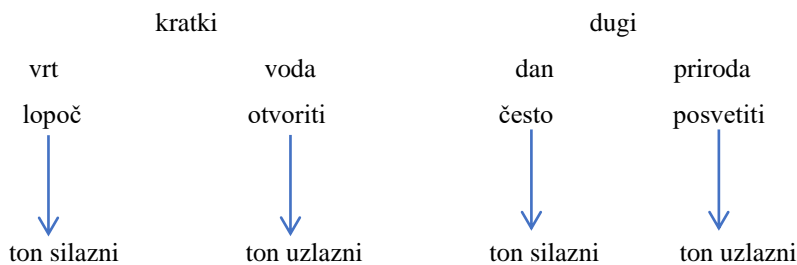 kratki dugi
vrt voda dan priroda
lopoč otvoriti često posvetiti
ton silazni ton uzlazni ton silazni ton uzlazni